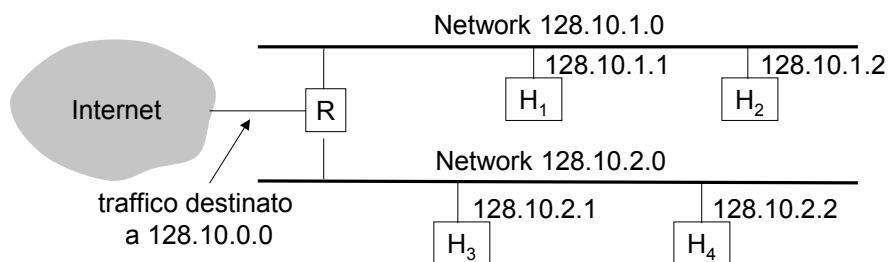 Network 128.10.1.0
128.10.1.1
128.10.1.2
Internet
R
H1
H2
Network 128.10.2.0
traffico destinato
a 128.10.0.0
128.10.2.1
128.10.2.2
H3
H4